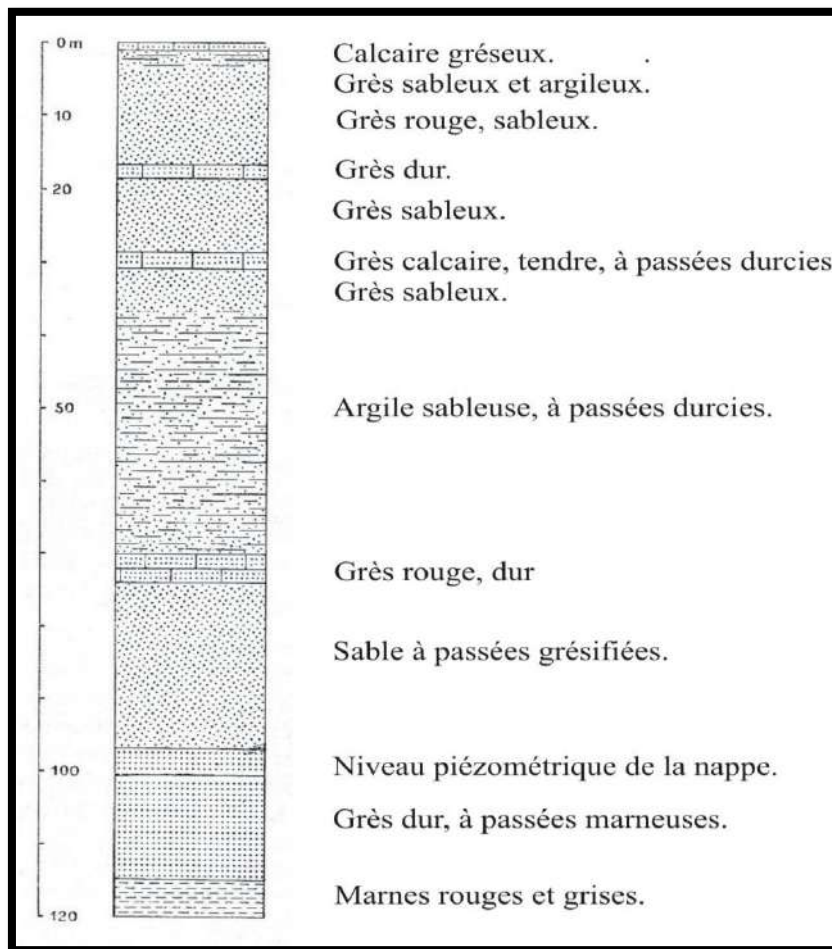 0 m
Calcaire gréseux. .
Grès sableux et argileux.
10
Grès rouge, sableux.
Grès dur.
20
Grès sableux.
Grès calcaire, tendre, à passées durcies
Grès sableux.
50
Argile sableuse, à passées durcies.
Grès rouge, dur
Sable à passées grésifiées.
100
Niveau piézométrique de la nappe.
Grès dur, à passées marneuses.
Marnes rouges et grises.
120